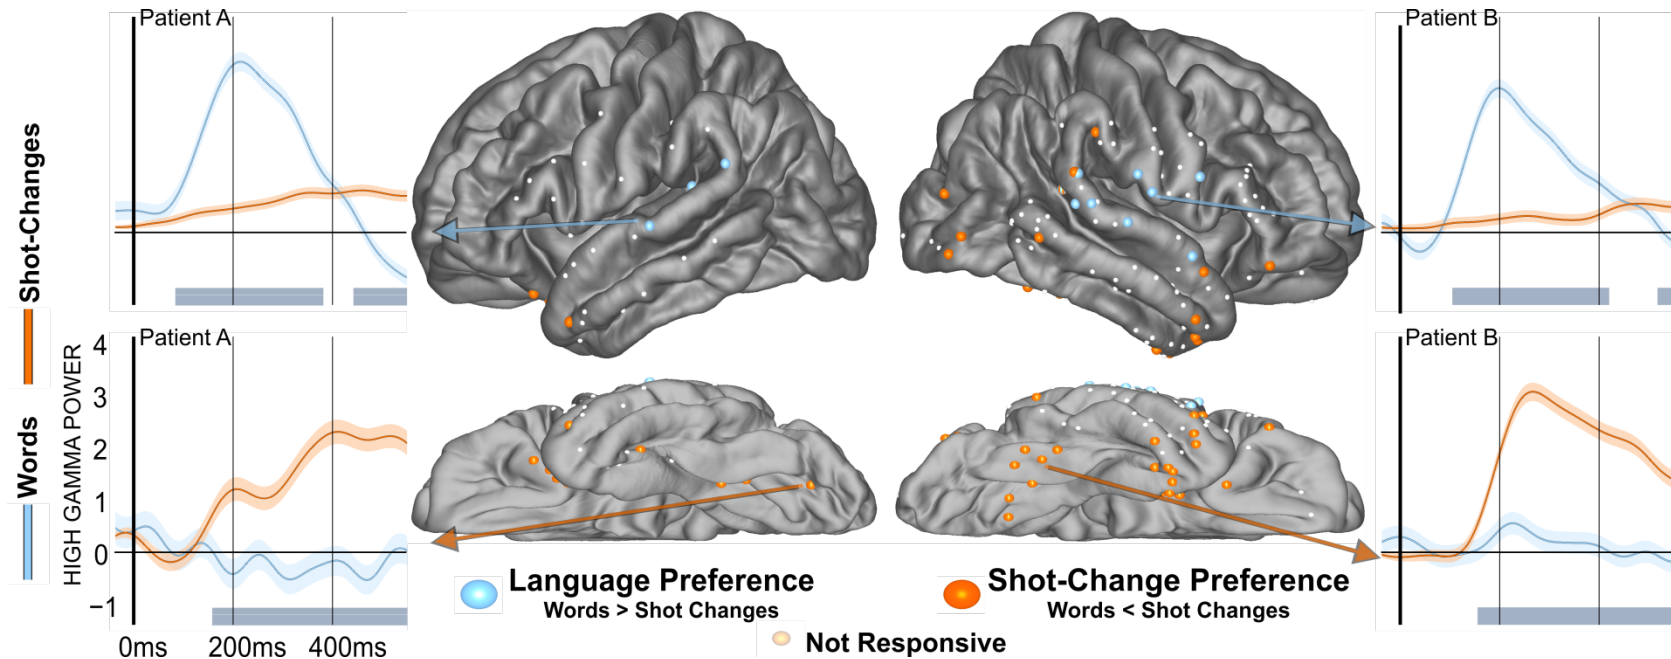 Patient A
Patient B
Shot-Changes
Words
Patient A
Patient B
HIGH GAMMA POWER
4
3
2
1
0
−1
0ms 200ms 400ms
Language Preference
Words > Shot Changes
Shot-Change Preference
Words < Shot Changes
Not Responsive